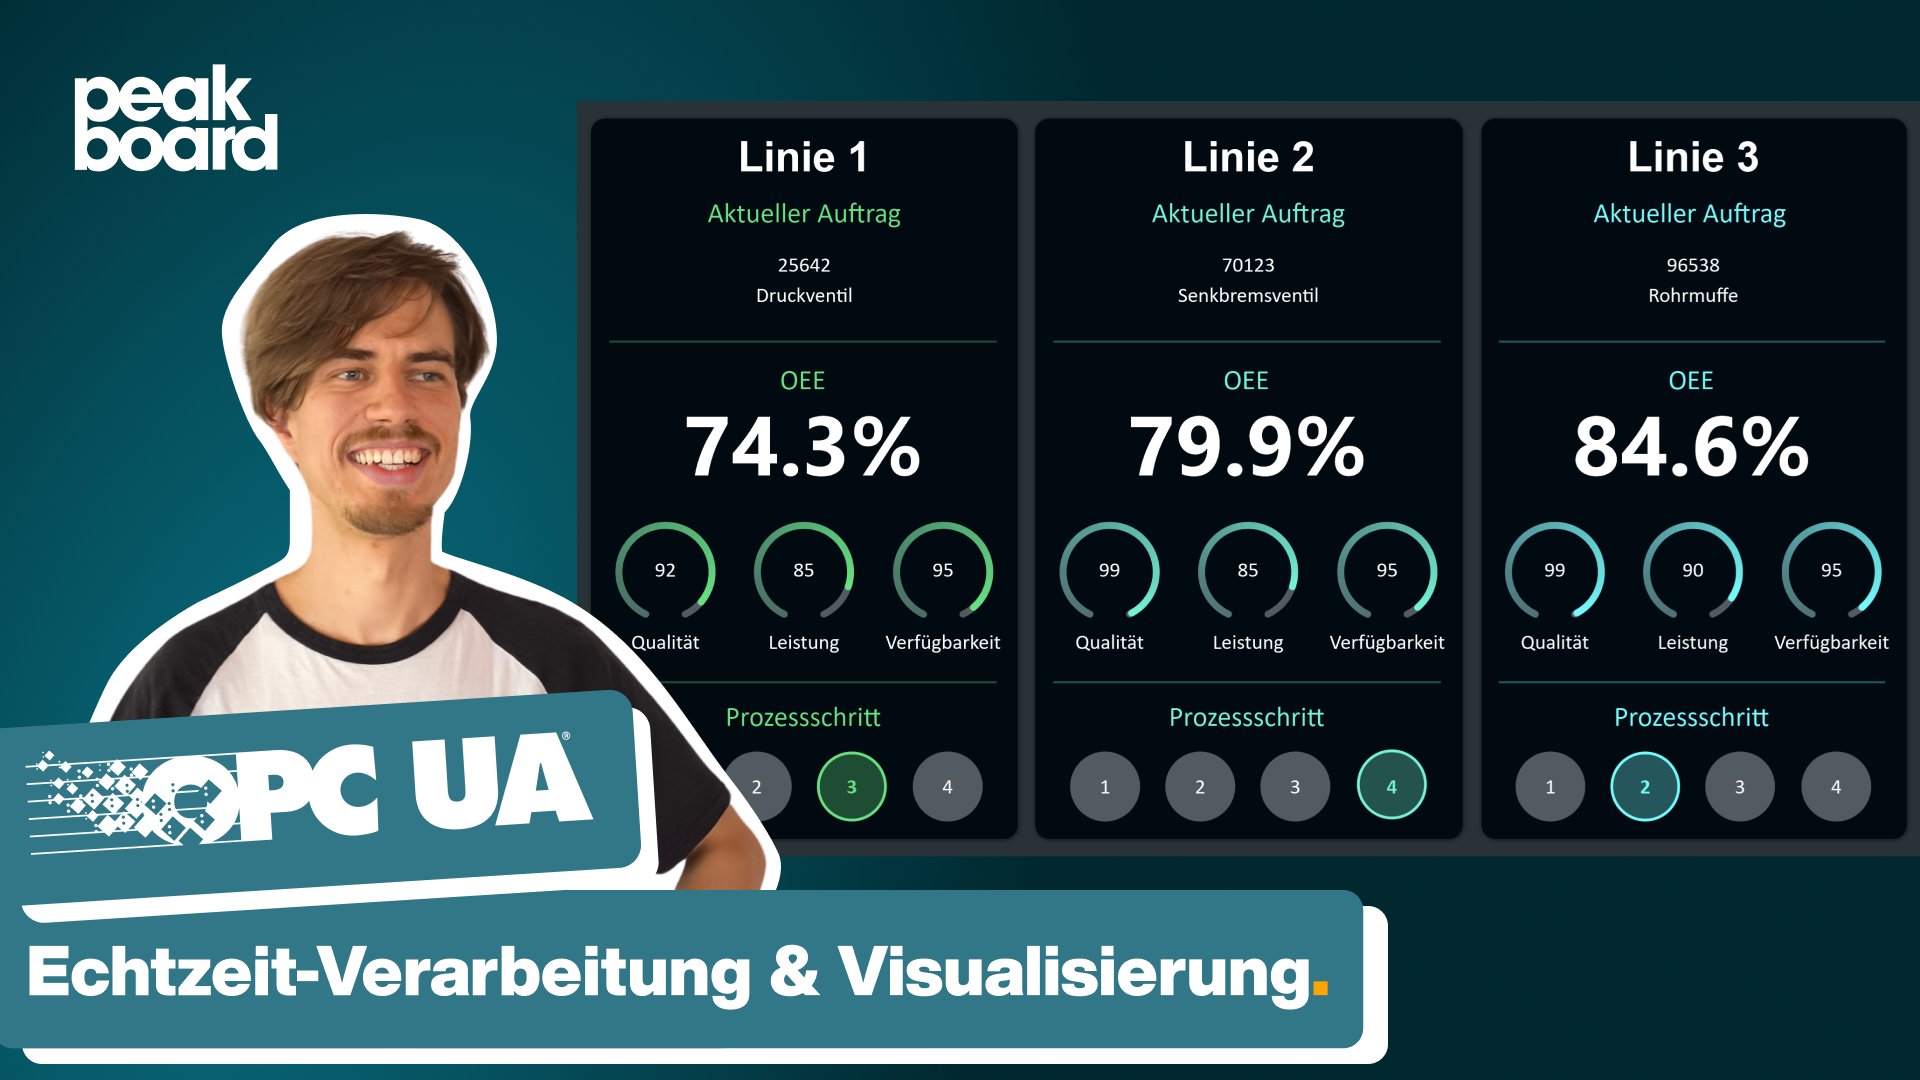 peak
board
Linie 1
Aktueller Auftrag
25642
Druckventil
OEE
74.3%
92
85
95
Qualität
Leistung
Verfügbarkeit
Prozessschritt
2
3
4
Linie 2
Aktueller Auftrag
70123
Senkbremsventil
OEE
79.9%
99
85
95
Qualität
Leistung
Verfügbarkeit
Prozessschritt
1
2
3
4
Linie 3
Aktueller Auftrag
96538
Rohrmuffe
OEE
84.6%
99
90
95
Qualität
Leistung
Verfügbarkeit
Prozessschritt
1
2
3
4
OPC UA®
Echtzeit-Verarbeitung & Visualisierung.